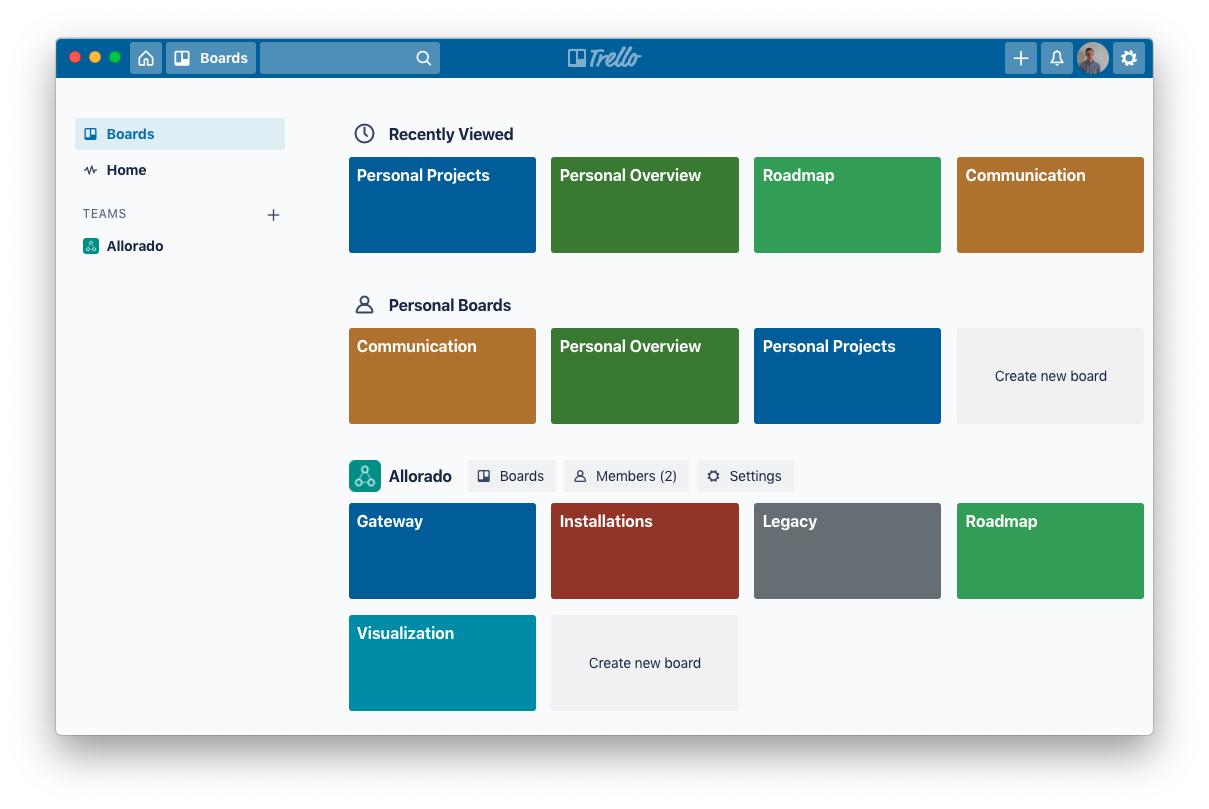 Boards
Trello
Boards
Home
TEAMS
Allorado
Recently Viewed
Personal Projects
Personal Overview
Roadmap
Communication
Personal Boards
Communication
Personal Overview
Personal Projects
Create new board
Allorado
Boards
Members (2)
Settings
Gateway
Installations
Legacy
Roadmap
Visualization
Create new board